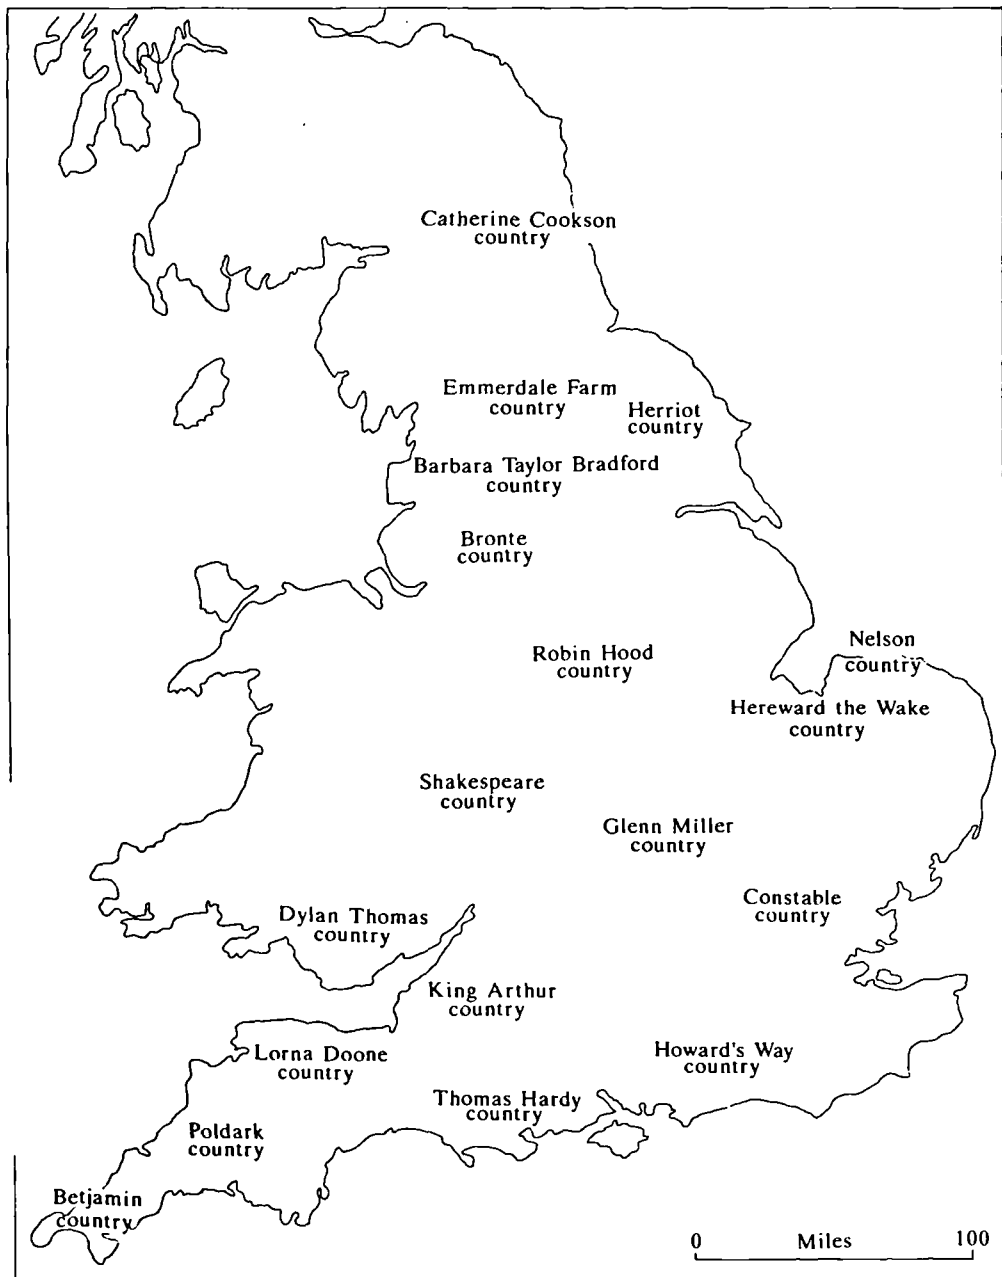 Catherine Cookson
country
Emmerdale Farm
country
Herriot
country
Barbara Taylor Bradford
country
Bronte
country
Nelson
country
Robin Hood
country
Hereward the Wake
country
Shakespeare
country
Glenn Miller
country
Constable
country
Dylan Thomas
country
King Arthur
country
Howard's Way
country
Lorna Doone
country
Thomas Hardy
country
Poldark
country
Betjamin
country
0 Miles 100